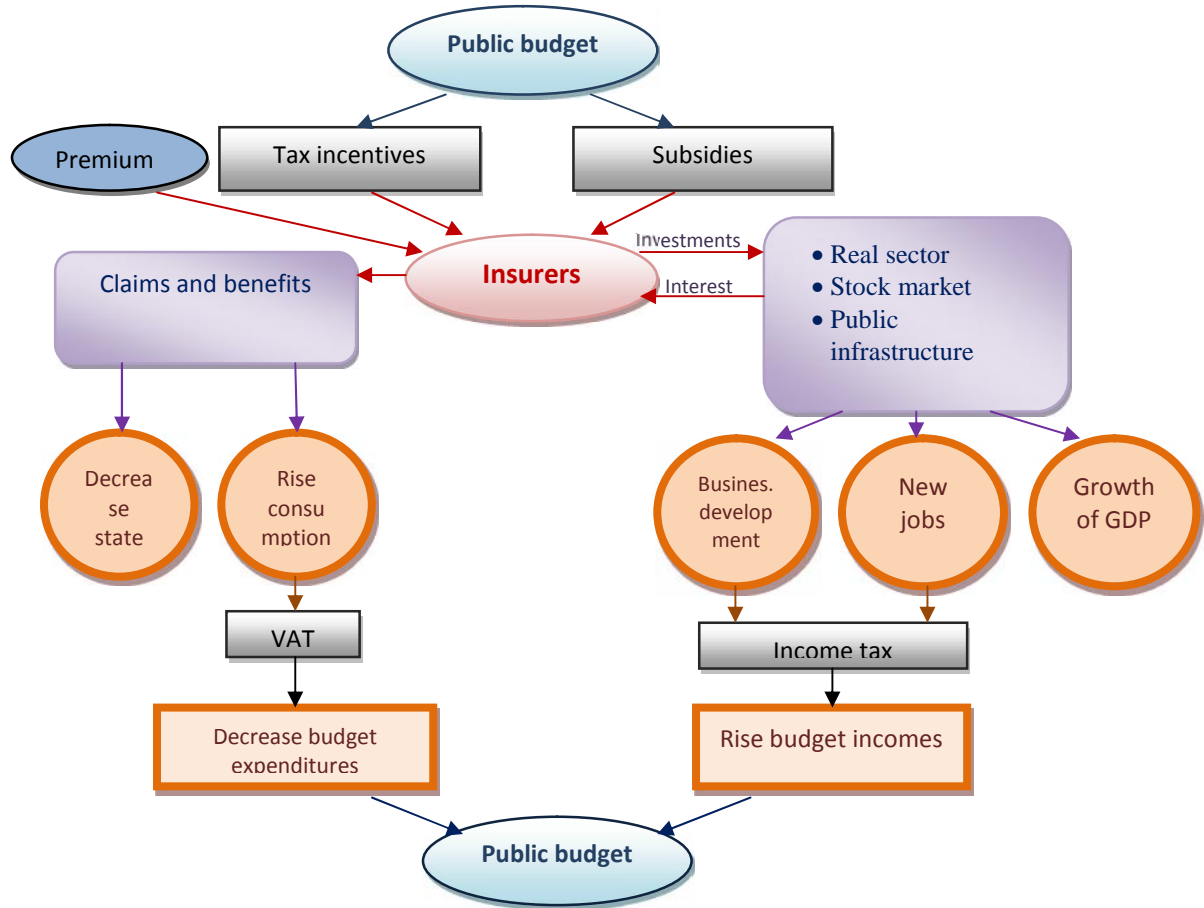 Public budget
Premium
Tax incentives
Subsidies
Insurers
Investments
Interest
Claims and benefits
• Real sector
• Stock market
• Public
infrastructure
Decrea
se
state
Rise
consu
mption
Busines.
develop
ment
New
jobs
Growth
of GDP
VAT
Income tax
Decrease budget
expenditures
Rise budget incomes
Public budget